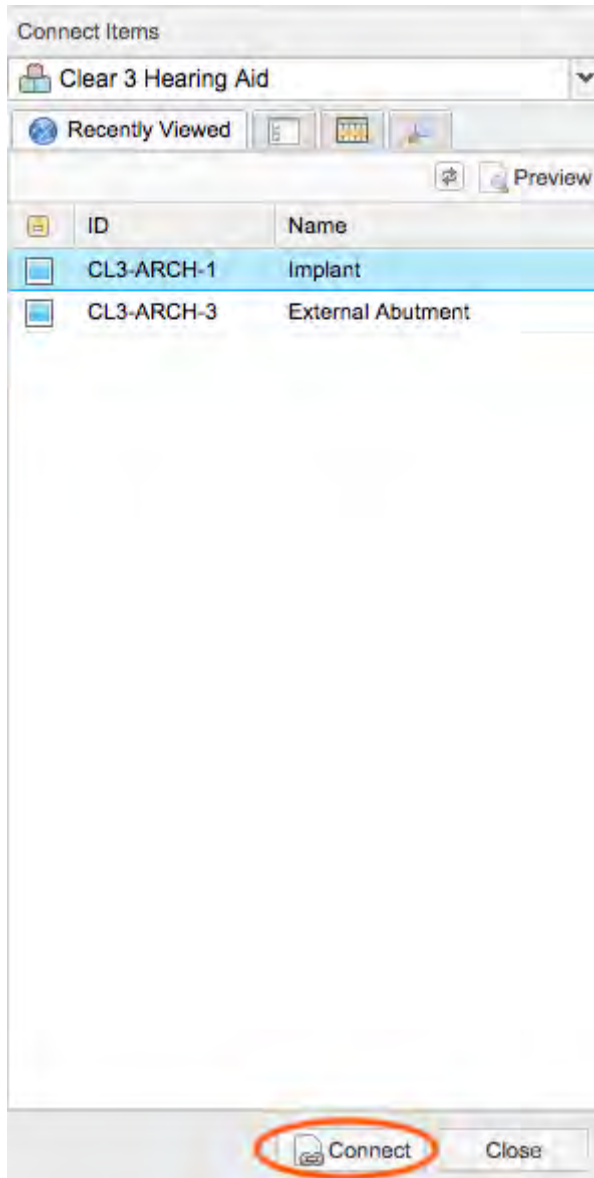 Connect Items
Clear 3 Hearing Aid
Recently Viewed
Preview
ID Name
CL3-ARCH-1 Implant
CL3-ARCH-3 External Abutment
Connect Close